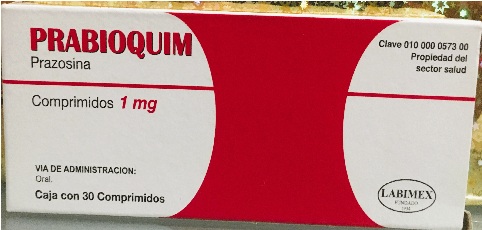 PRABIOQUIM
Prazosina
Comprimidos 1 mg
VIA DE ADMINISTRACION:
Oral.
Caja con 30 Comprimidos
Clave 010 000 0573 00
Propiedad del
sector salud
LABIMEX